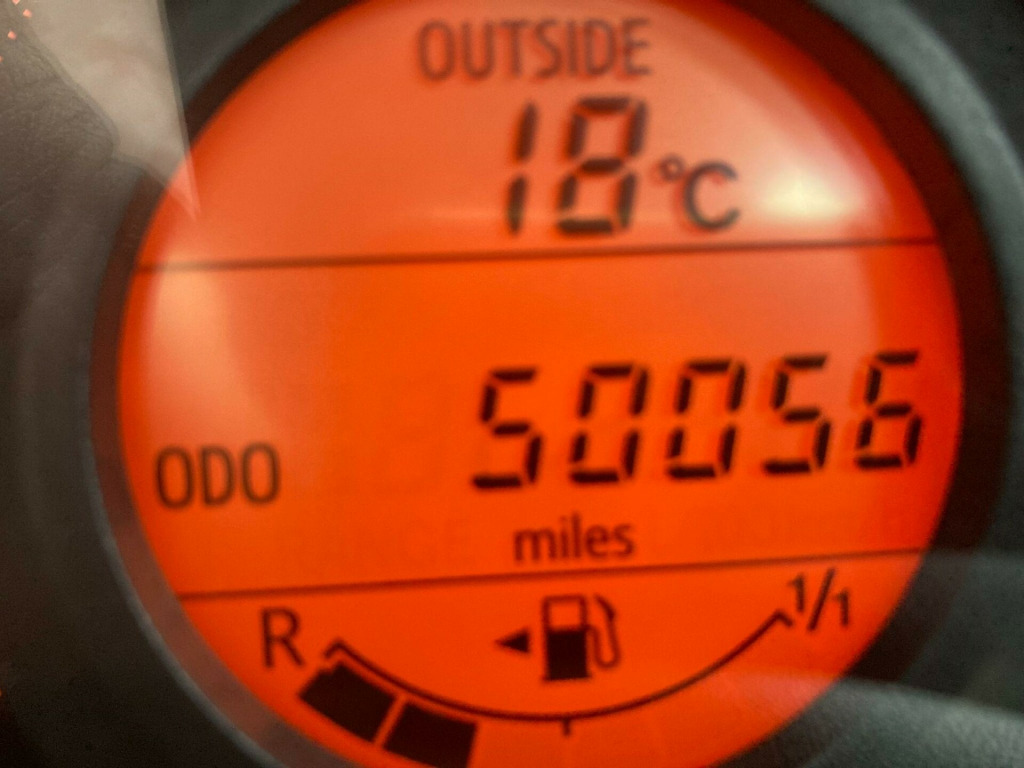 OUTSIDE
18°C
ODO 50056
miles
R 1/1